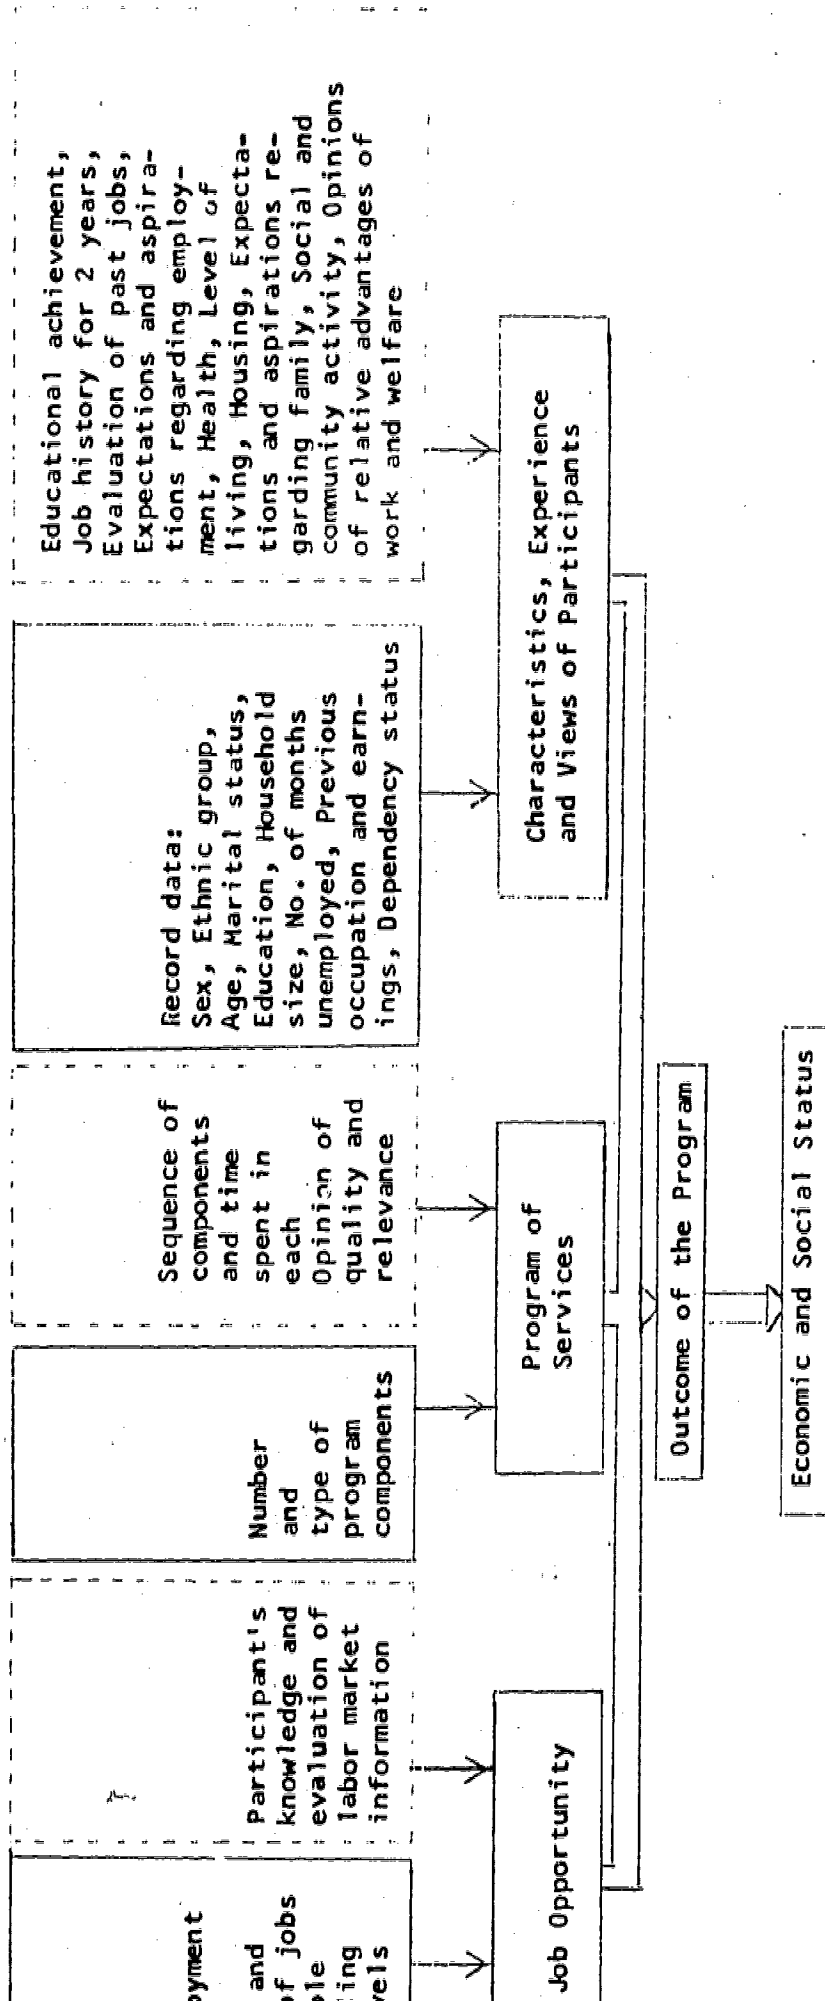 and
Participant's
knowledge and
evaluation of
labor market
information
Number
and
type of
program
components
Sequence of
components
and time
spent in
each
Opinion of
quality and
relevance
Record data:
Sex, Ethnic group,
Age, Marital status,
Education, Household
size, No. of months
unemployed, Previous
occupation and earn-
ings, Dependency status
Educational achievement,
Job history for 2 years,
Evaluation of past jobs,
Expectations and aspira-
tions regarding employ-
ment, Health, Level of
living, Housing, Expecta-
tions and aspirations re-
garding family, Social and
community activity, Opinions
of relative advantages of
work and welfare
Job Opportunity
Program of
Services
Characteristics, Experience
and Views of Participants
Outcome of the Program
Economic and Social Status